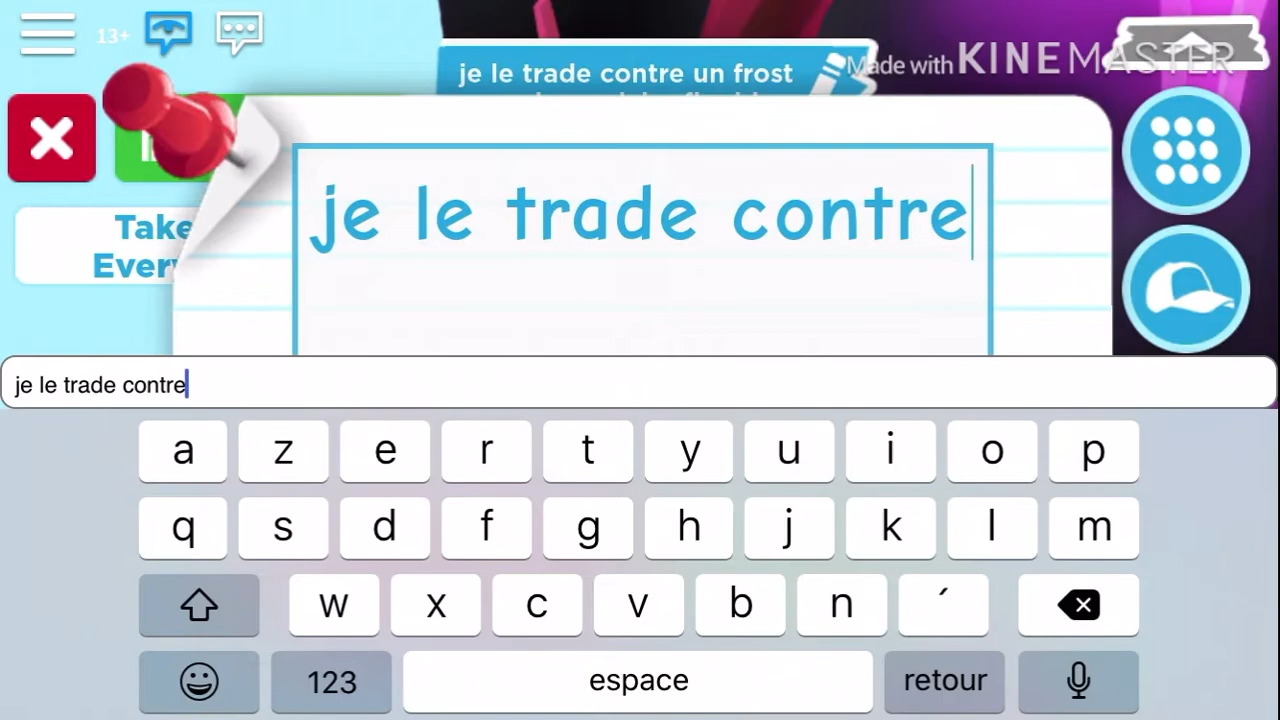 13+
je le trade contre un frost
Made with KINEMASTER
Take
Every
je le trade contre
je le trade contre
a z e r t y u i o p
q s d f g h j k l m
w x c v b n ´
123 espace retour